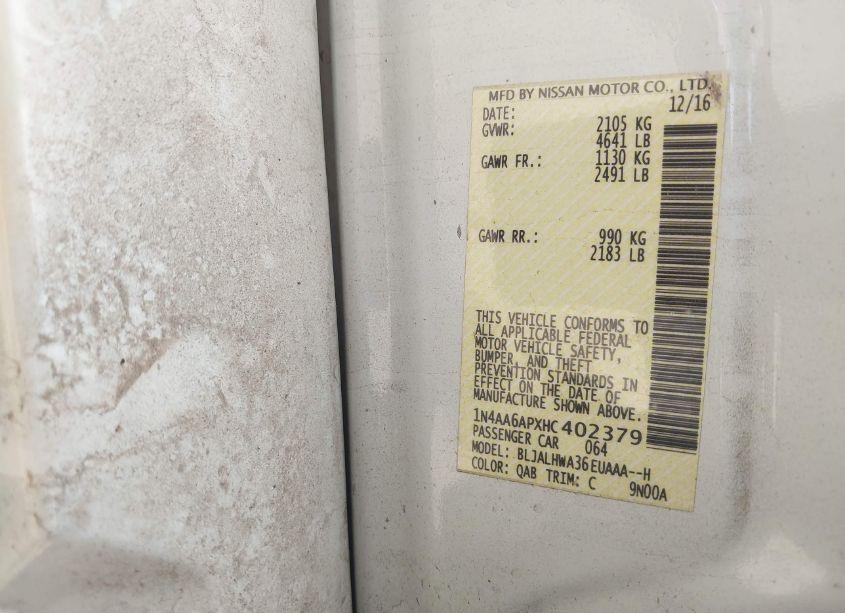 MFD BY NISSAN MOTOR CO., LTD.
DATE: 12/16
GVWR: 2105 KG
4641 LB
GAWR FR.: 1130 KG
2491 LB
GAWR RR.: 990 KG
2183 LB
THIS VEHICLE CONFORMS TO
ALL APPLICABLE FEDERAL
MOTOR VEHICLE SAFETY,
BUMPER, AND THEFT
PREVENTION STANDARDS IN
EFFECT ON THE DATE OF
MANUFACTURE SHOWN ABOVE.
1N4AA6APXHC402379
PASSENGER CAR 064
MODEL: BLJALHWA36EUAAA--H
COLOR: QAB TRIM: C 9N00A